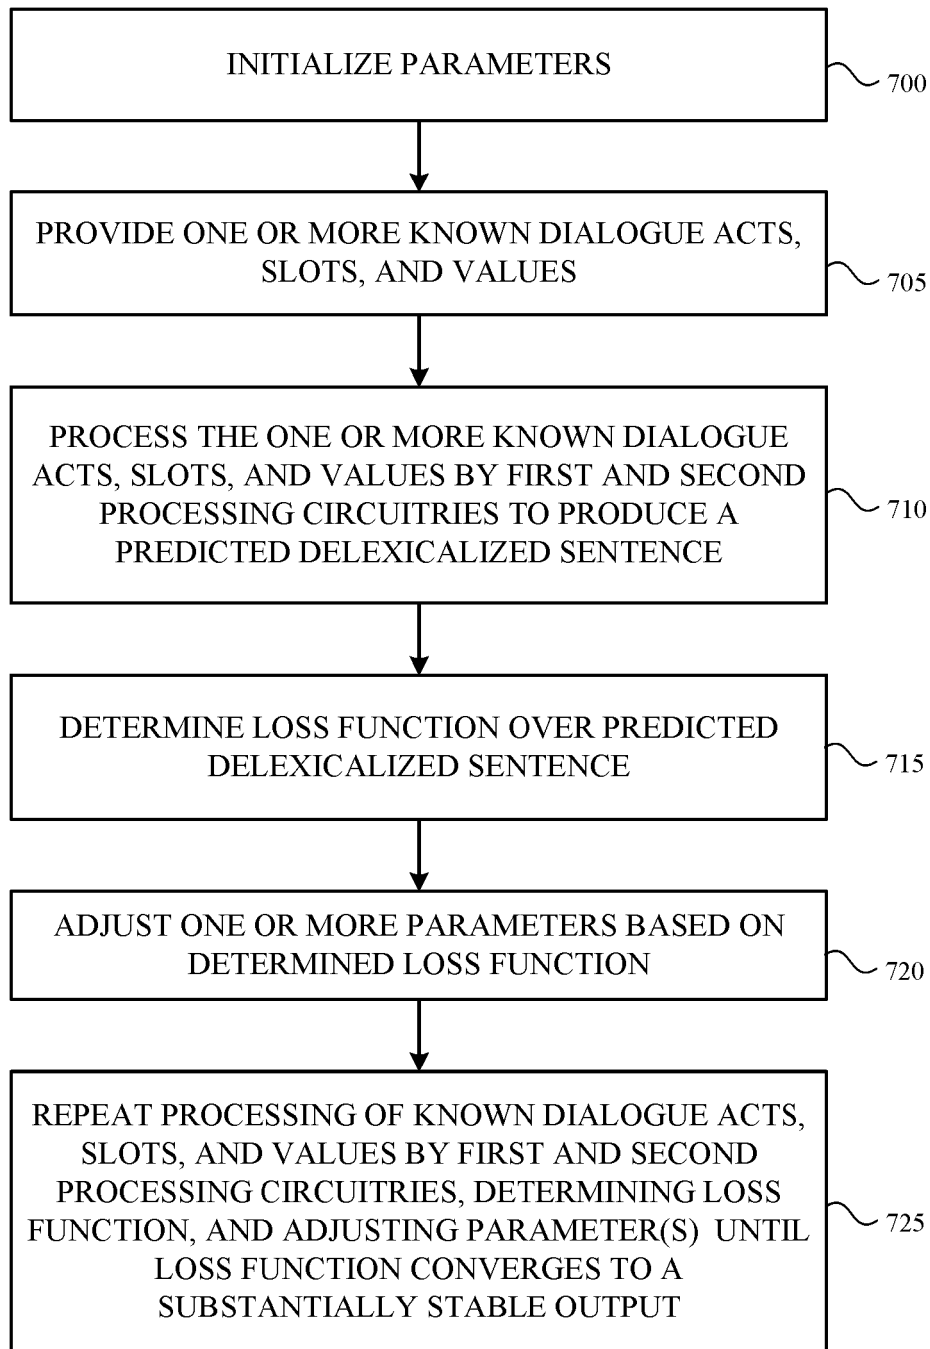 INITIALIZE PARAMETERS
700
PROVIDE ONE OR MORE KNOWN DIALOGUE ACTS,
SLOTS, AND VALUES
705
PROCESS THE ONE OR MORE KNOWN DIALOGUE
ACTS, SLOTS, AND VALUES BY FIRST AND SECOND
PROCESSING CIRCUITRIES TO PRODUCE A
PREDICTED DELEXICALIZED SENTENCE
710
DETERMINE LOSS FUNCTION OVER PREDICTED
DELEXICALIZED SENTENCE
715
ADJUST ONE OR MORE PARAMETERS BASED ON
DETERMINED LOSS FUNCTION
720
REPEAT PROCESSING OF KNOWN DIALOGUE ACTS,
SLOTS, AND VALUES BY FIRST AND SECOND
PROCESSING CIRCUITRIES, DETERMINING LOSS
FUNCTION, AND ADJUSTING PARAMETER(S) UNTIL
LOSS FUNCTION CONVERGES TO A
SUBSTANTIALLY STABLE OUTPUT
725